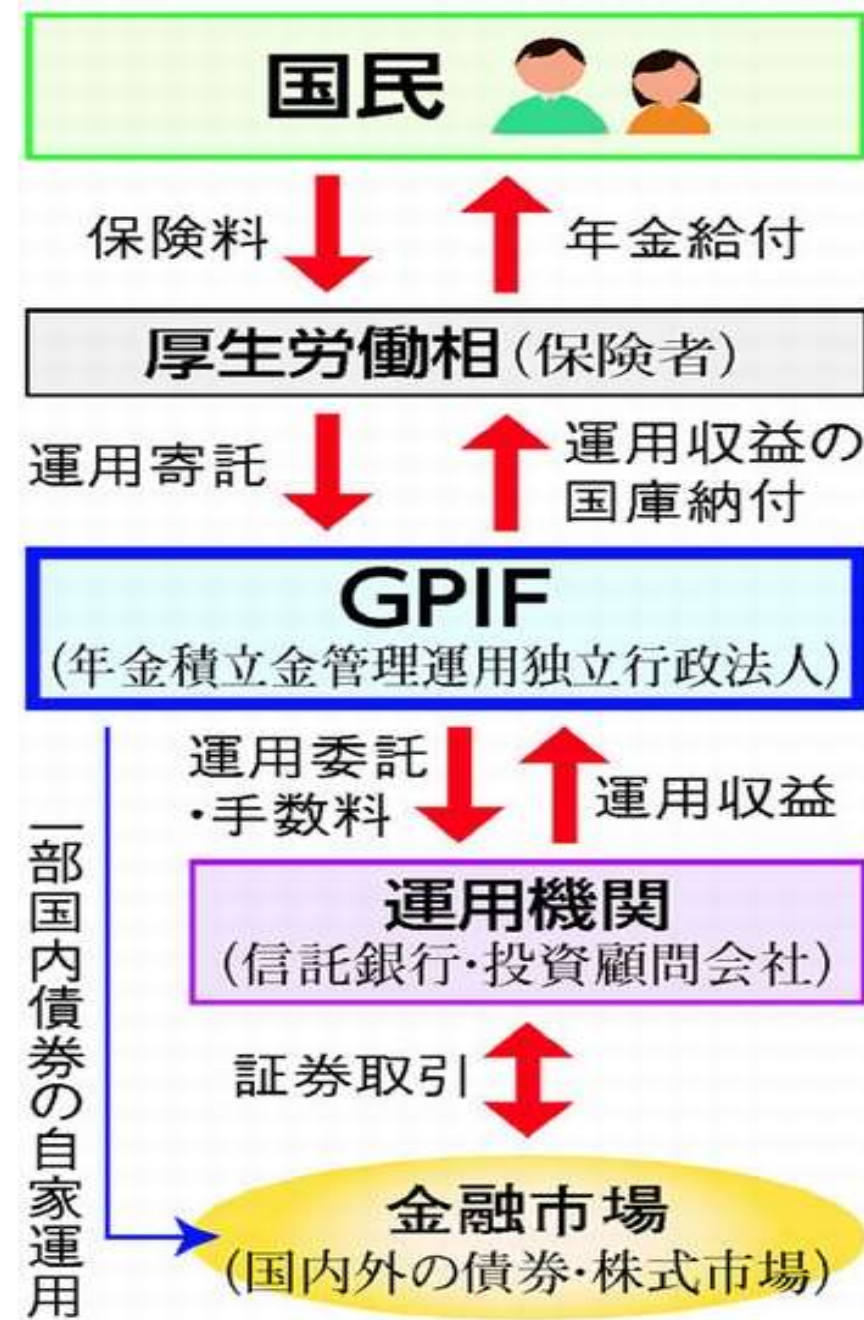 国民
保険料
年金給付
厚生労働相(保険者)
運用寄託
運用収益の
国庫納付
GPIF
(年金積立金管理運用独立行政法人)
運用委託
・手数料
運用収益
一部国内債券の自家運用
運用機関
(信託銀行・投資顧問会社)
証券取引
金融市場
(国内外の債券・株式市場)